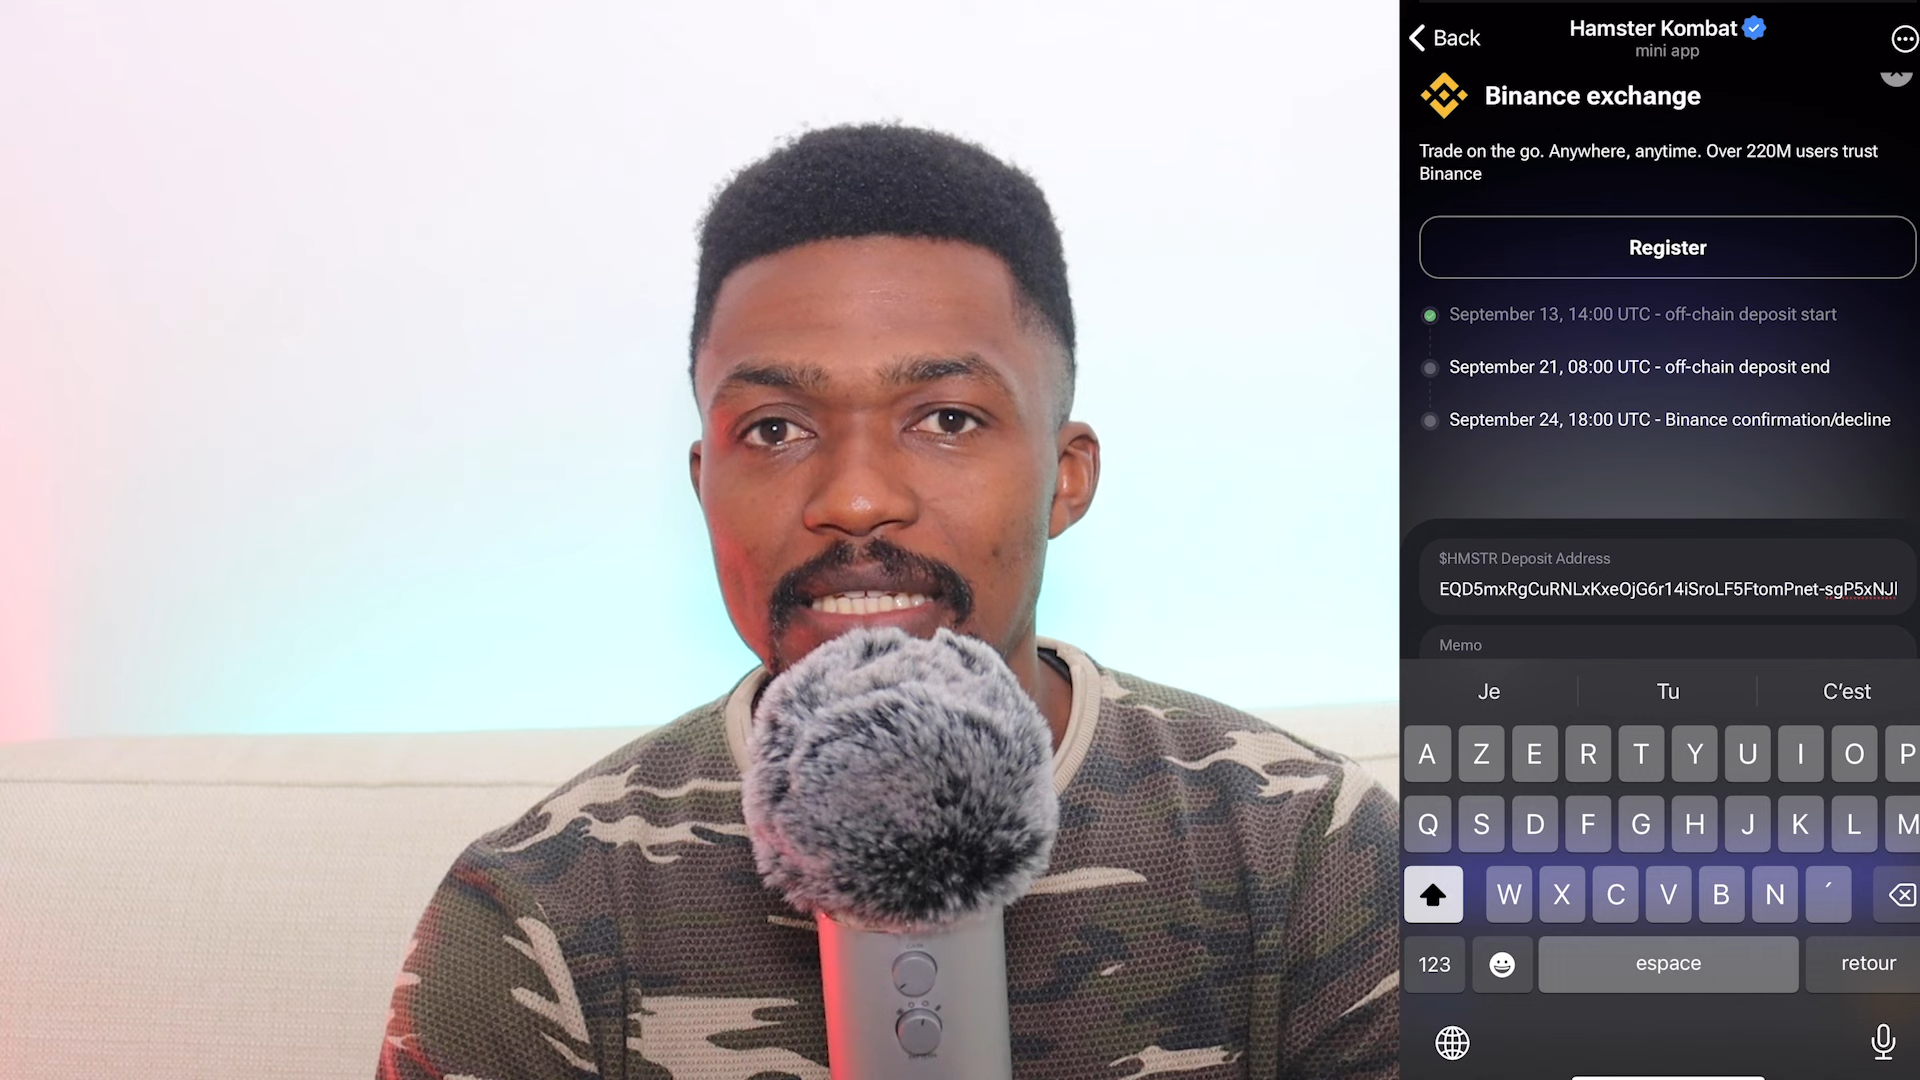 Back
Hamster Kombat
mini app
Binance exchange
Trade on the go. Anywhere, anytime. Over 220M users trust
Binance
Register
September 13, 14:00 UTC - off-chain deposit start
September 21, 08:00 UTC - off-chain deposit end
September 24, 18:00 UTC - Binance confirmation/decline
$HMSTR Deposit Address
EQD5mxRgCuRNLxKxeOjG6r14iSroLF5FtomPnet-sgP5xNJl
Memo
Je Tu C'est
A Z E R T Y U I O P
Q S D F G H J K L M
W X C V B N ´
123 espace retour